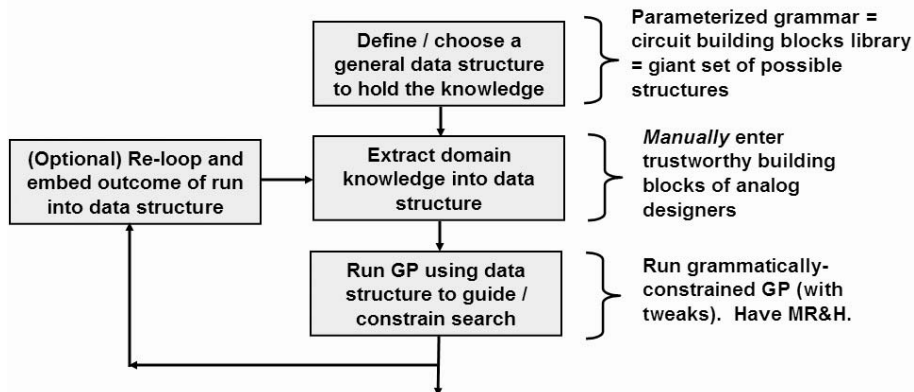 Define / choose a
general data structure
to hold the knowledge
Parameterized grammar =
circuit building blocks library
= giant set of possible
structures
(Optional) Re-loop and
embed outcome of run
into data structure
Extract domain
knowledge into data
structure
Manually enter
trustworthy building
blocks of analog
designers
Run GP using data
structure to guide /
constrain search
Run grammatically-
constrained GP (with
tweaks). Have MR&H.